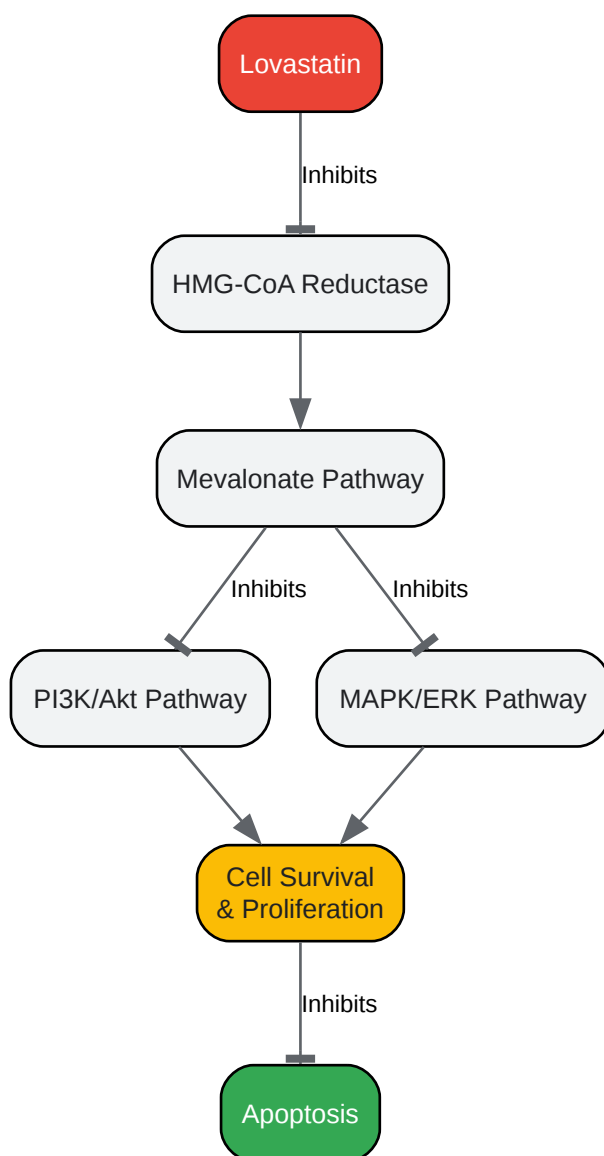 Lovastatin
Inhibits
HMG-CoA Reductase
Mevalonate Pathway
Inhibits
Inhibits
PI3K/Akt Pathway
MAPK/ERK Pathway
Cell Survival
& Proliferation
Inhibits
Apoptosis